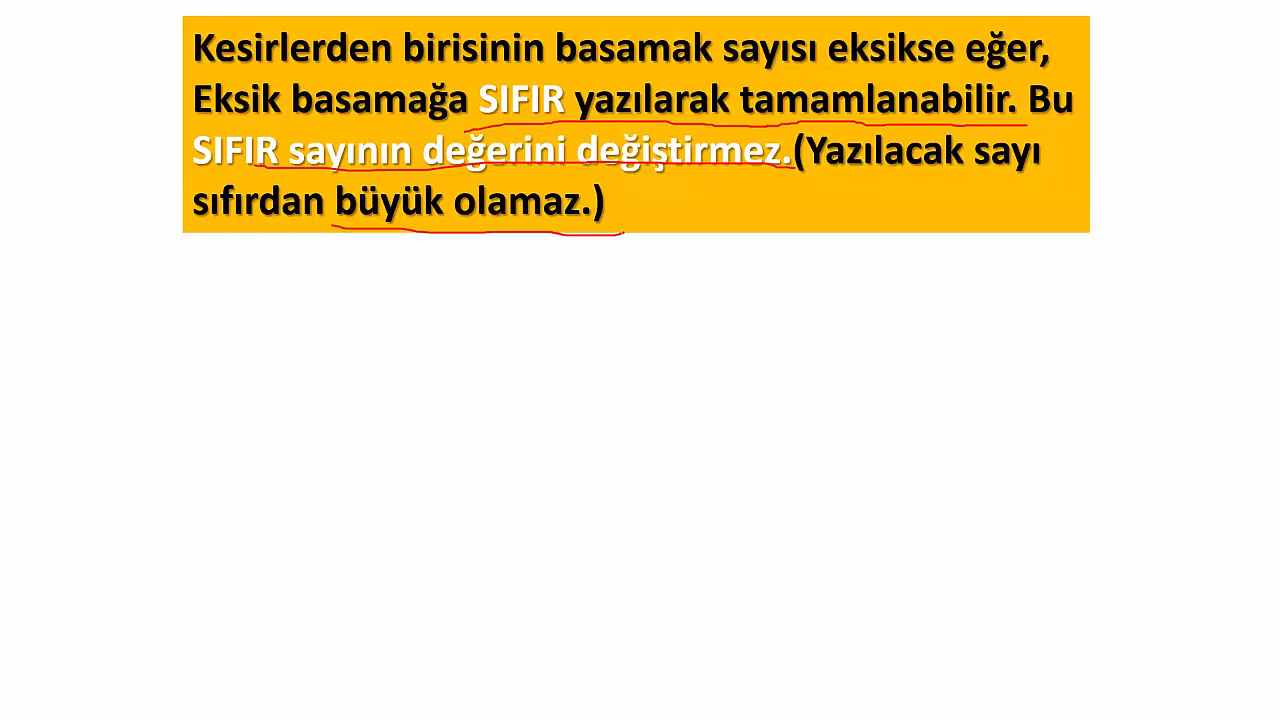 Kesirlerden birisinin basamak sayısı eksikse eğer,
Eksik basamağa SIFIR yazılarak tamamlanabilir. Bu
SIFIR sayının değerini değiştirmez.(Yazılacak sayı
sıfırdan büyük olamaz.)